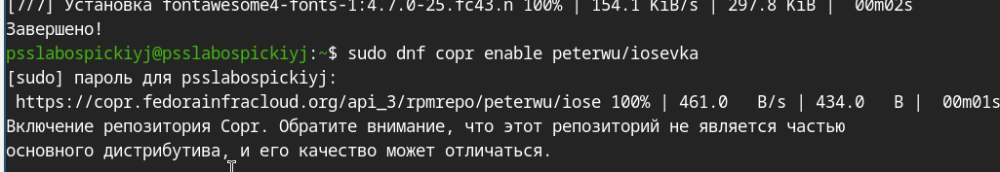 [777] Установка fontawesome4-fonts-1:4.7.0-25.fc43.n 100% | 154.1 KiB/s | 297.8 KiB |  00m02s
Завершено!
psslabospickiyj@psslabospickiyj:~$ sudo dnf copr enable peterwu/iosevka
[sudo] пароль для psslabospickiyj:
 https://copr.fedorainfracloud.org/api_3/rpmrepo/peterwu/iose 100% | 461.0   B/s | 434.0   B |  00m01s
Включение репозитория Copr. Обратите внимание, что этот репозиторий не является частью
основного дистрибутива, и его качество может отличаться.